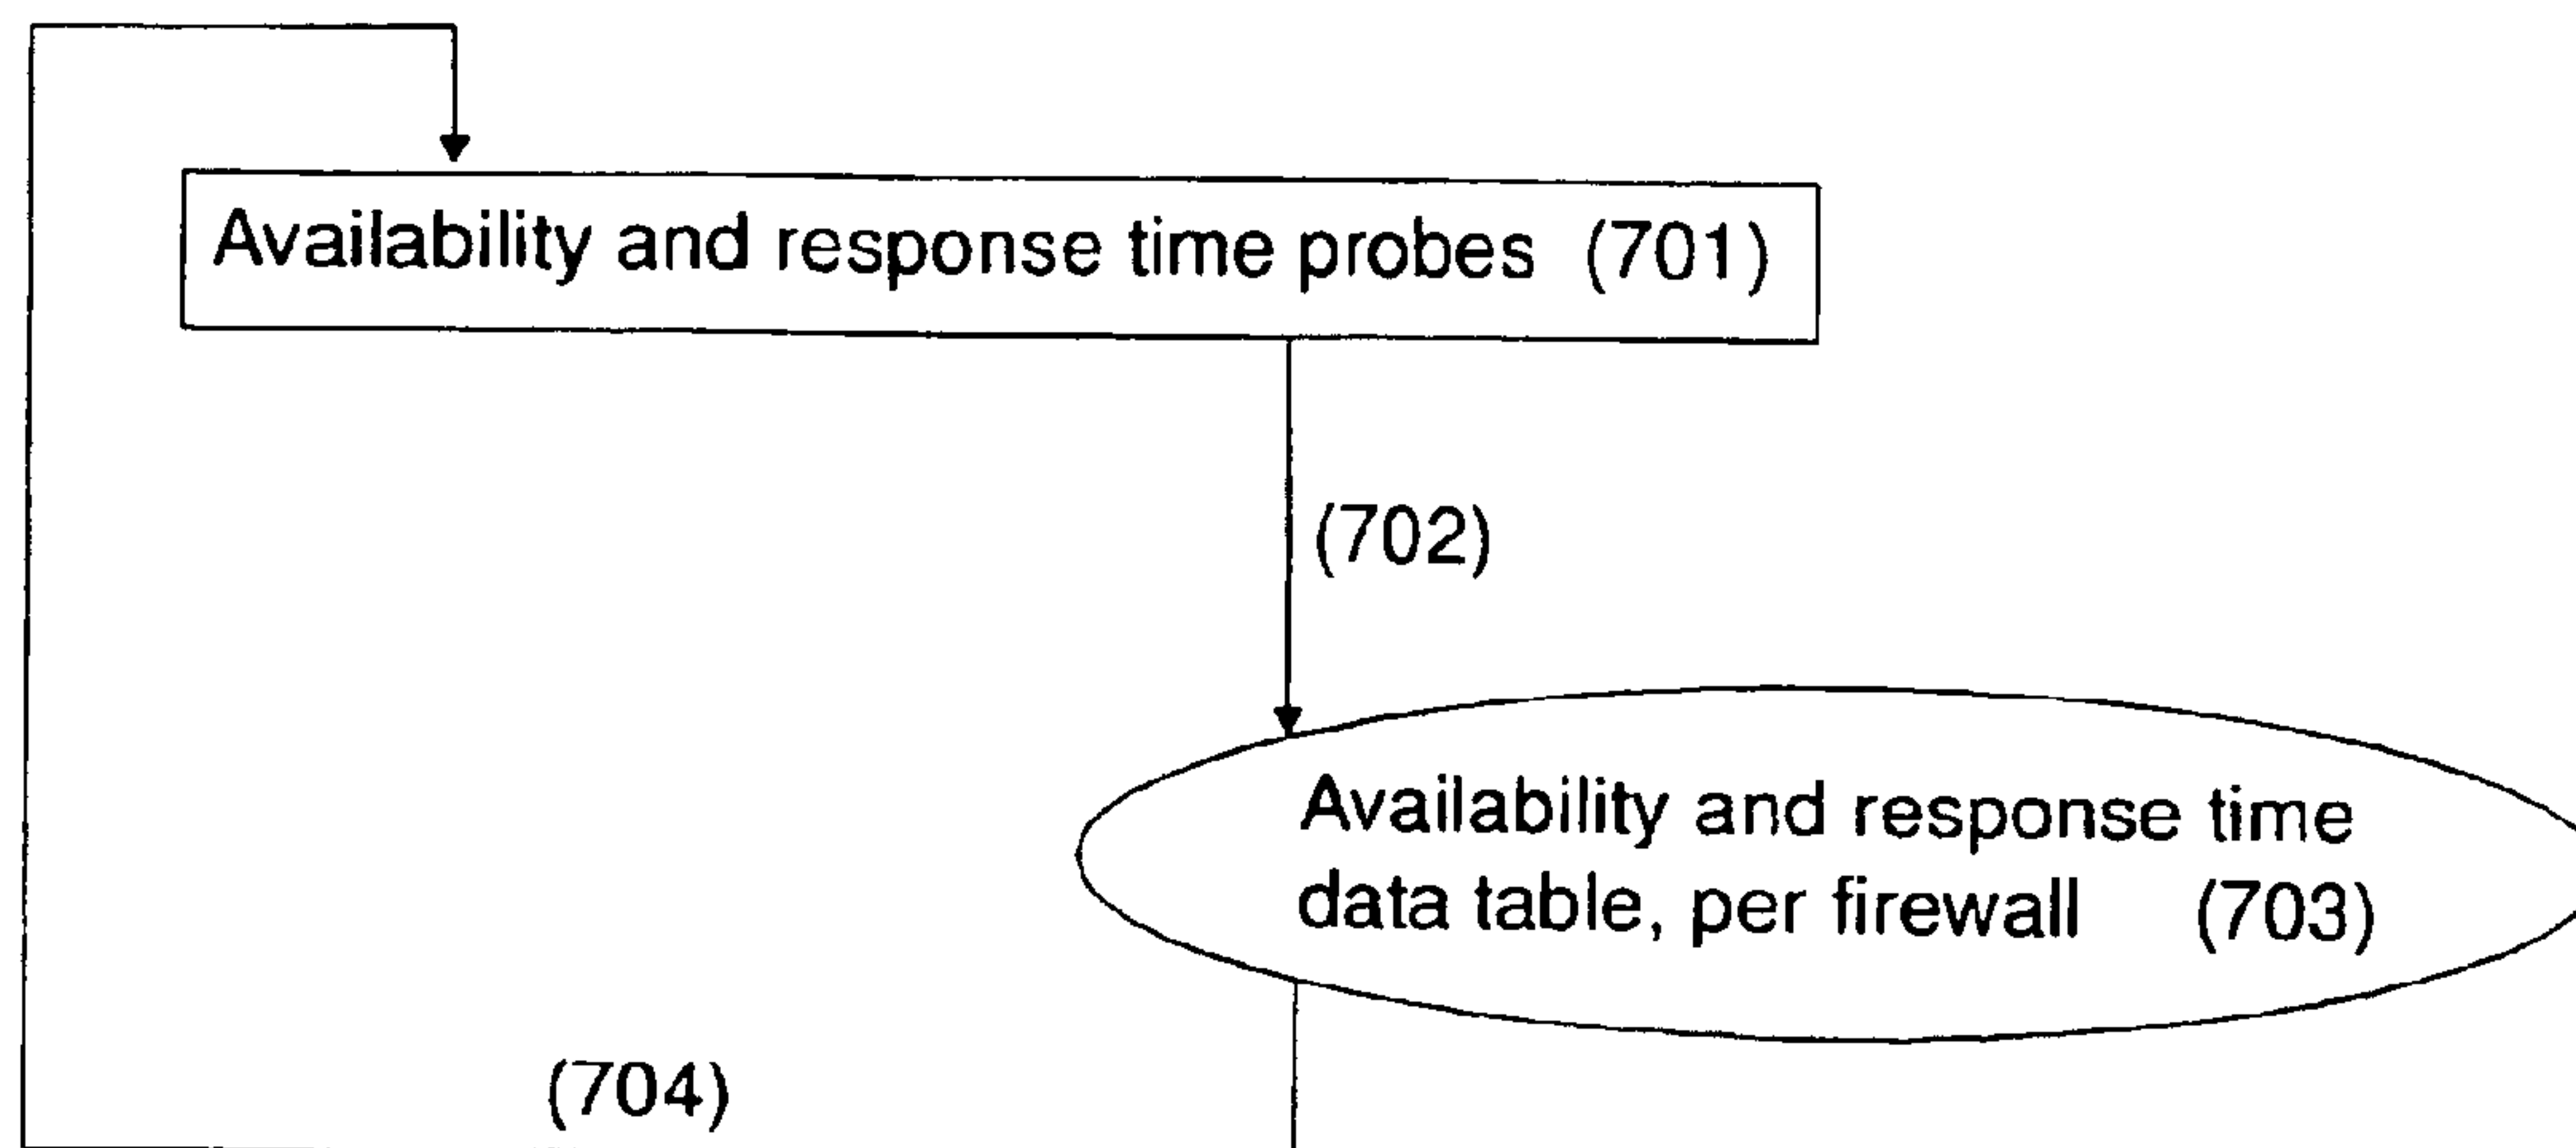 Availability and response time probes (701)
(702)
Availability and response time
data table, per firewall (703)
(704)